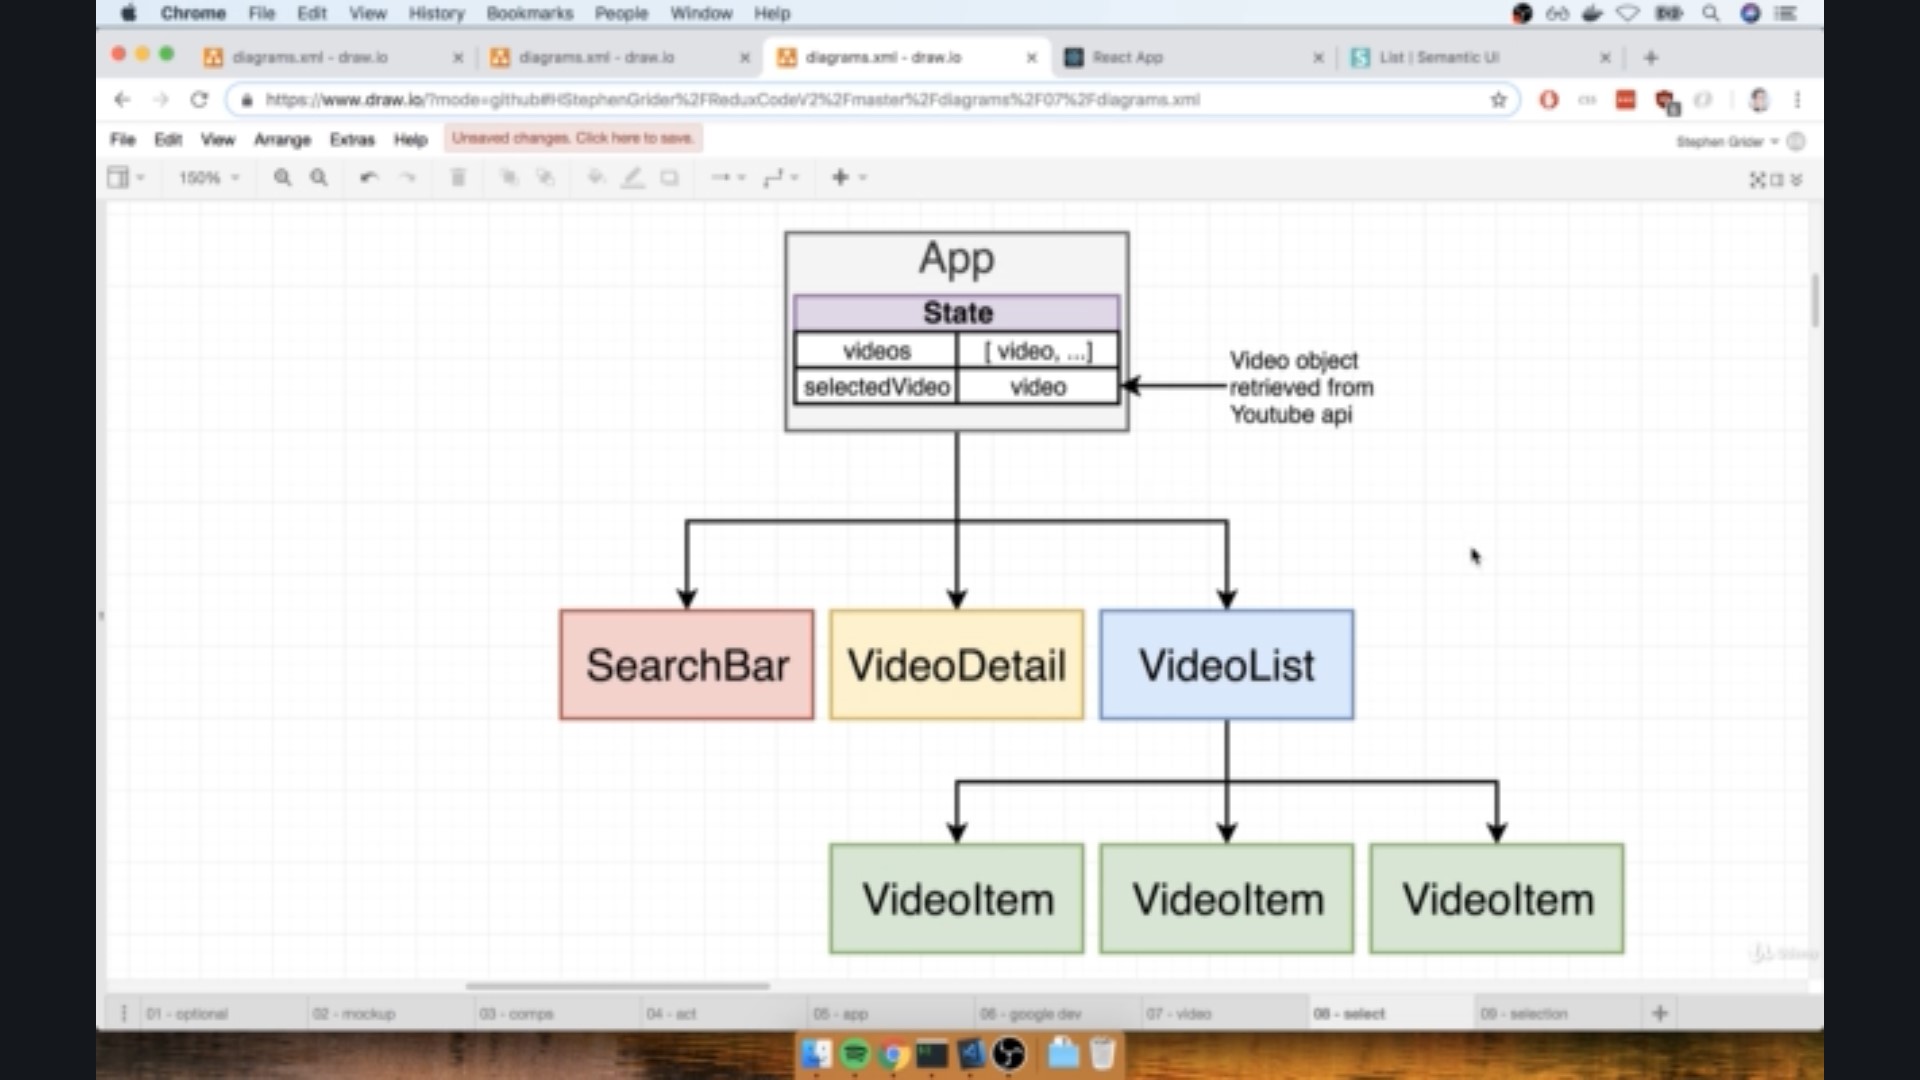 Chrome File Edit View History Bookmarks People Window Help
diagrams.xml - draw.io
diagrams.xml - draw.io
diagrams.xml - draw.io
React App
List | Semantic UI
https://www.draw.io/?mode=github#HStephenGrider%2FReduxCodeV2%2Fmaster%2Fdiagrams%2F07%2Fdiagrams.xml
File Edit View Arrange Extras Help Unsaved changes. Click here to save.
Stephen Grider
150%
App
State
videos [ video, ...]
selectedVideo video
Video object
retrieved from
Youtube api
SearchBar VideoDetail VideoList
VideoItem VideoItem VideoItem
01 - optional 02 - mockup 03 - comps 04 - act 05 - app 06 - google dev 07 - video 08 - select 09 - selection